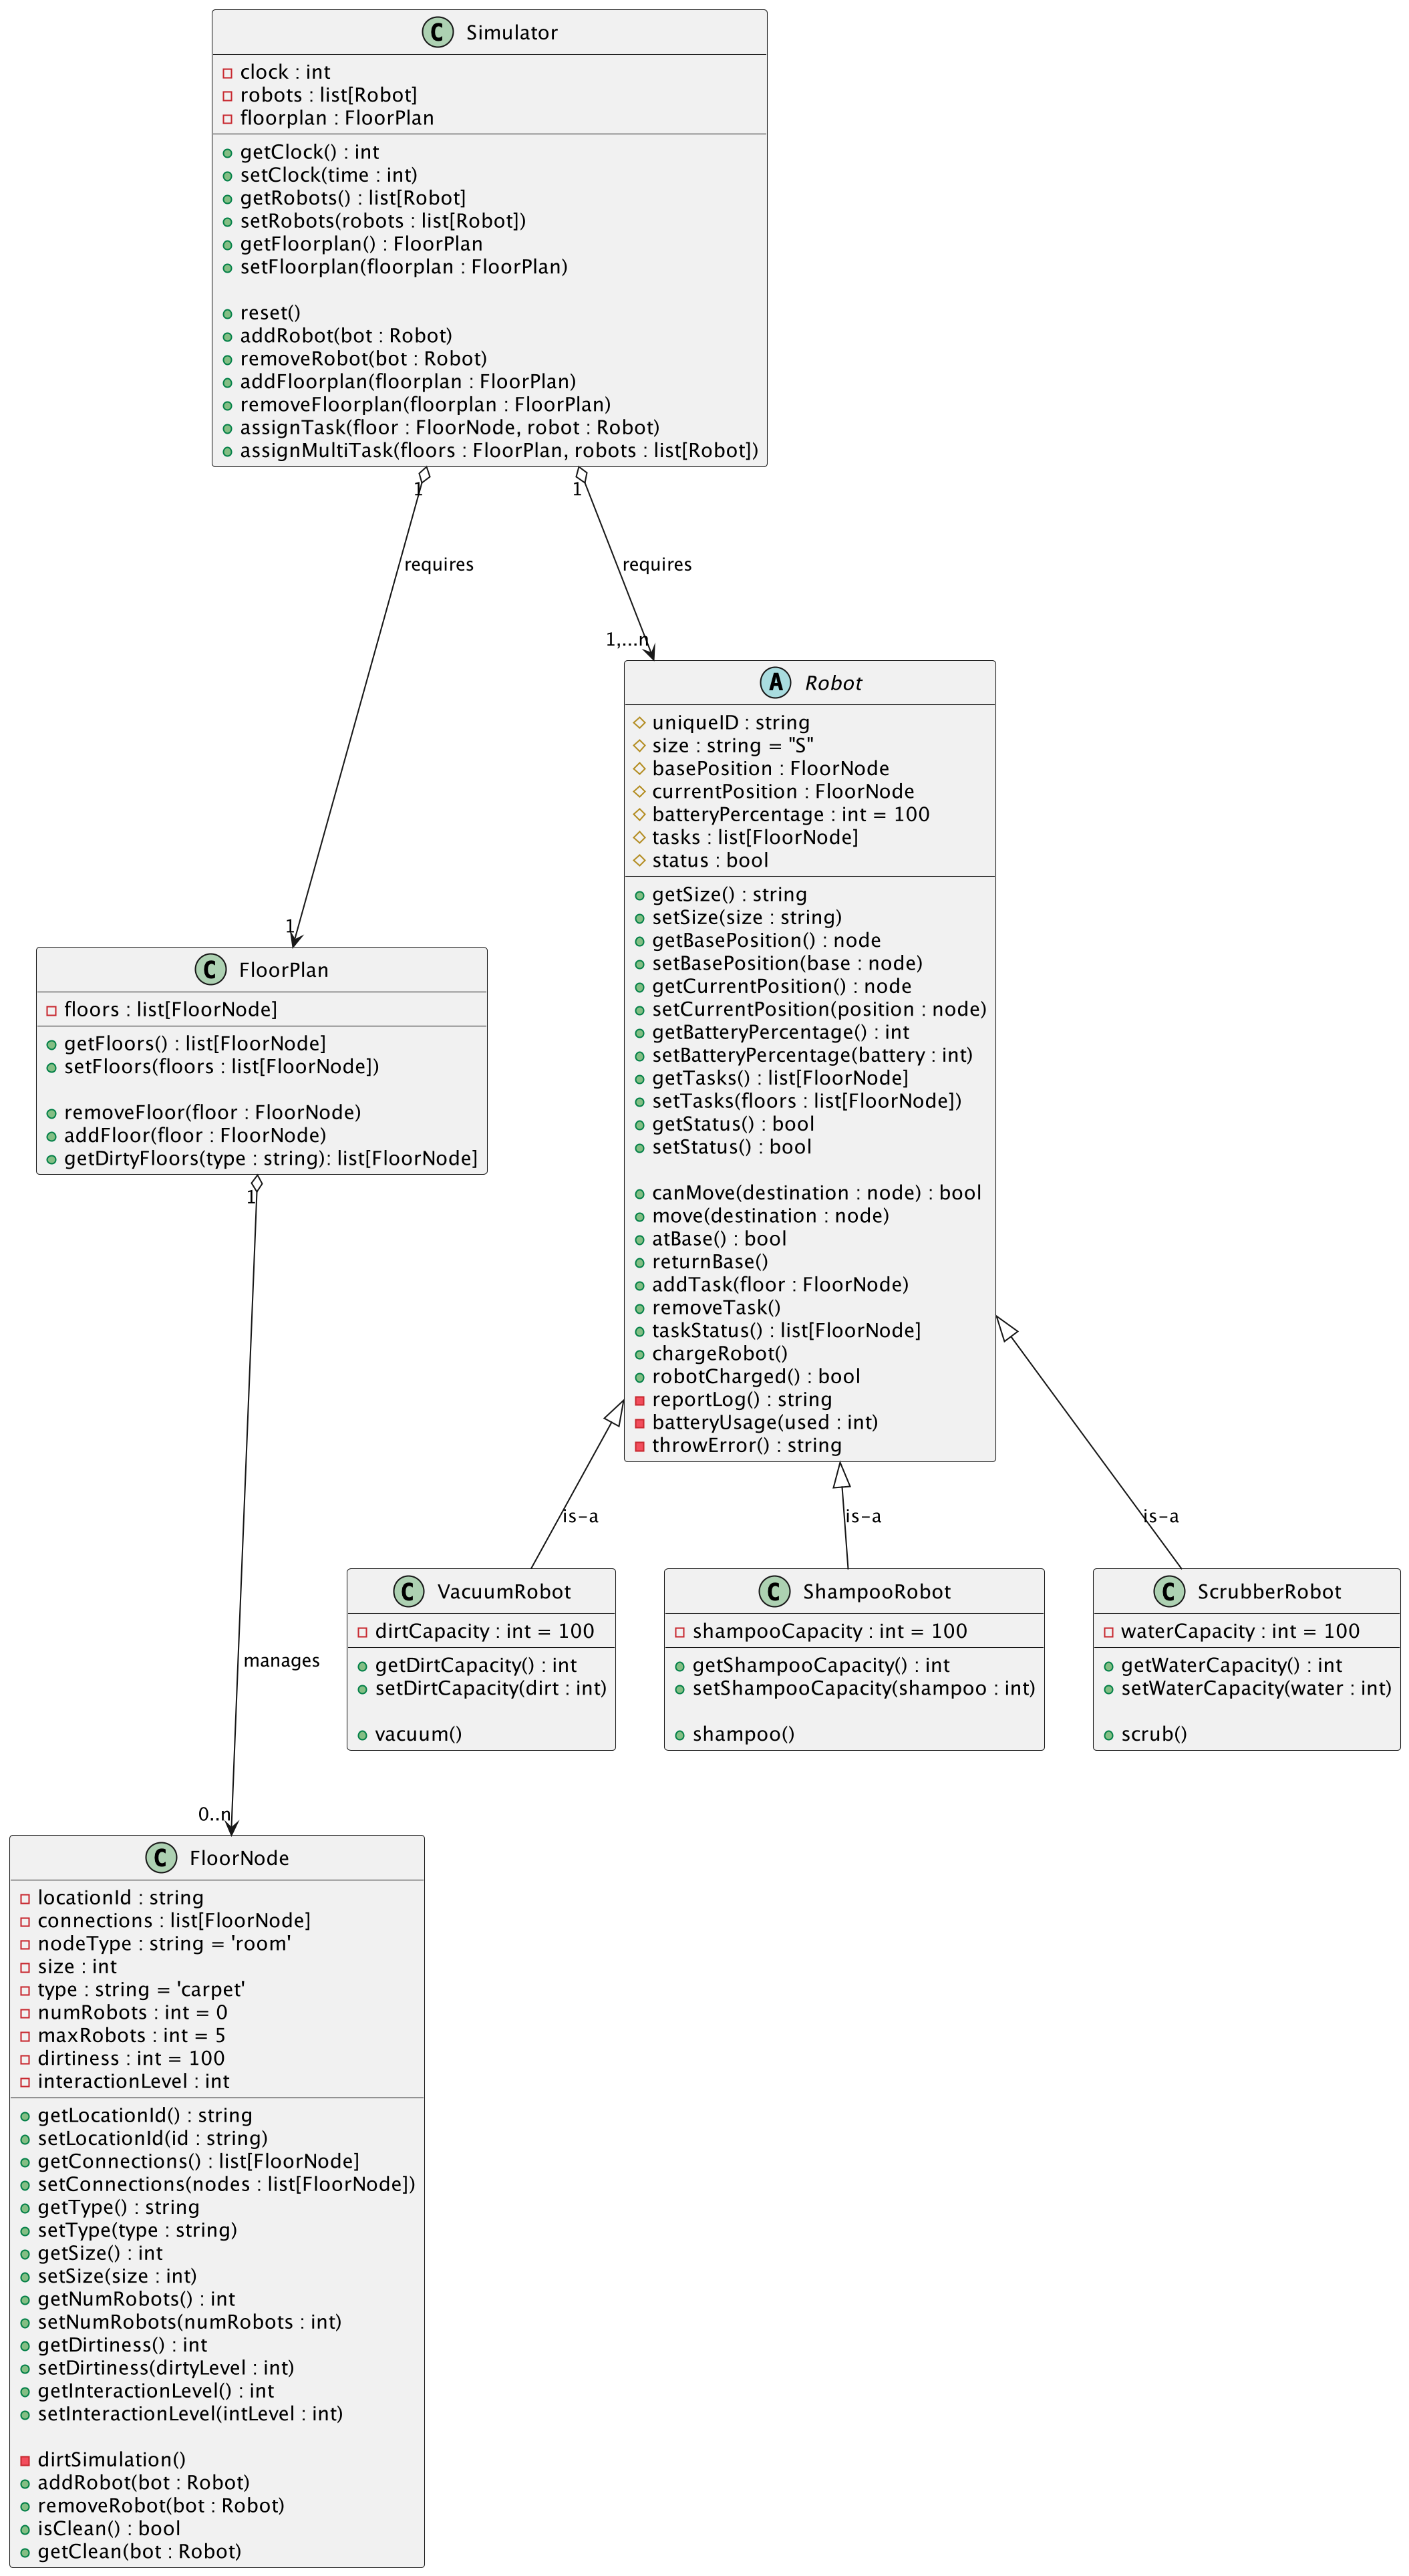 C Simulator
clock : int
robots : list[Robot]
floorplan : FloorPlan
getClock() : int
setClock(time : int)
getRobots() : list[Robot]
setRobots(robots : list[Robot])
getFloorplan() : FloorPlan
setFloorplan(floorplan : FloorPlan)
reset()
addRobot(bot : Robot)
removeRobot(bot : Robot)
addFloorplan(floorplan : FloorPlan)
removeFloorplan(floorplan : FloorPlan)
assignTask(floor : FloorNode, robot : Robot)
assignMultiTask(floors : FloorPlan, robots : list[Robot])
1
1
requires
requires
1,...n
A Robot
uniqueID : string
size : string = "S"
basePosition : FloorNode
currentPosition : FloorNode
batteryPercentage : int = 100
tasks : list[FloorNode]
status : bool
getSize() : string
setSize(size : string)
getBasePosition() : node
setBasePosition(base : node)
getCurrentPosition() : node
setCurrentPosition(position : node)
getBatteryPercentage() : int
setBatteryPercentage(battery : int)
getTasks() : list[FloorNode]
setTasks(floors : list[FloorNode])
getStatus() : bool
setStatus() : bool
canMove(destination : node) : bool
move(destination : node)
atBase() : bool
returnBase()
addTask(floor : FloorNode)
removeTask()
taskStatus() : list[FloorNode]
chargeRobot()
robotCharged() : bool
reportLog() : string
batteryUsage(used : int)
throwError() : string
1
C FloorPlan
floors : list[FloorNode]
getFloors() : list[FloorNode]
setFloors(floors : list[FloorNode])
removeFloor(floor : FloorNode)
addFloor(floor : FloorNode)
getDirtyFloors(type : string): list[FloorNode]
1
is-a
is-a
is-a
C VacuumRobot
dirtCapacity : int = 100
getDirtCapacity() : int
setDirtCapacity(dirt : int)
vacuum()
C ShampooRobot
shampooCapacity : int = 100
getShampooCapacity() : int
setShampooCapacity(shampoo : int)
shampoo()
C ScrubberRobot
waterCapacity : int = 100
getWaterCapacity() : int
setWaterCapacity(water : int)
scrub()
manages
0..n
C FloorNode
locationId : string
connections : list[FloorNode]
nodeType : string = 'room'
size : int
type : string = 'carpet'
numRobots : int = 0
maxRobots : int = 5
dirtiness : int = 100
interactionLevel : int
getLocationId() : string
setLocationId(id : string)
getConnections() : list[FloorNode]
setConnections(nodes : list[FloorNode])
getType() : string
setType(type : string)
getSize() : int
setSize(size : int)
getNumRobots() : int
setNumRobots(numRobots : int)
getDirtiness() : int
setDirtiness(dirtyLevel : int)
getInteractionLevel() : int
setInteractionLevel(intLevel : int)
dirtSimulation()
addRobot(bot : Robot)
removeRobot(bot : Robot)
isClean() : bool
getClean(bot : Robot)